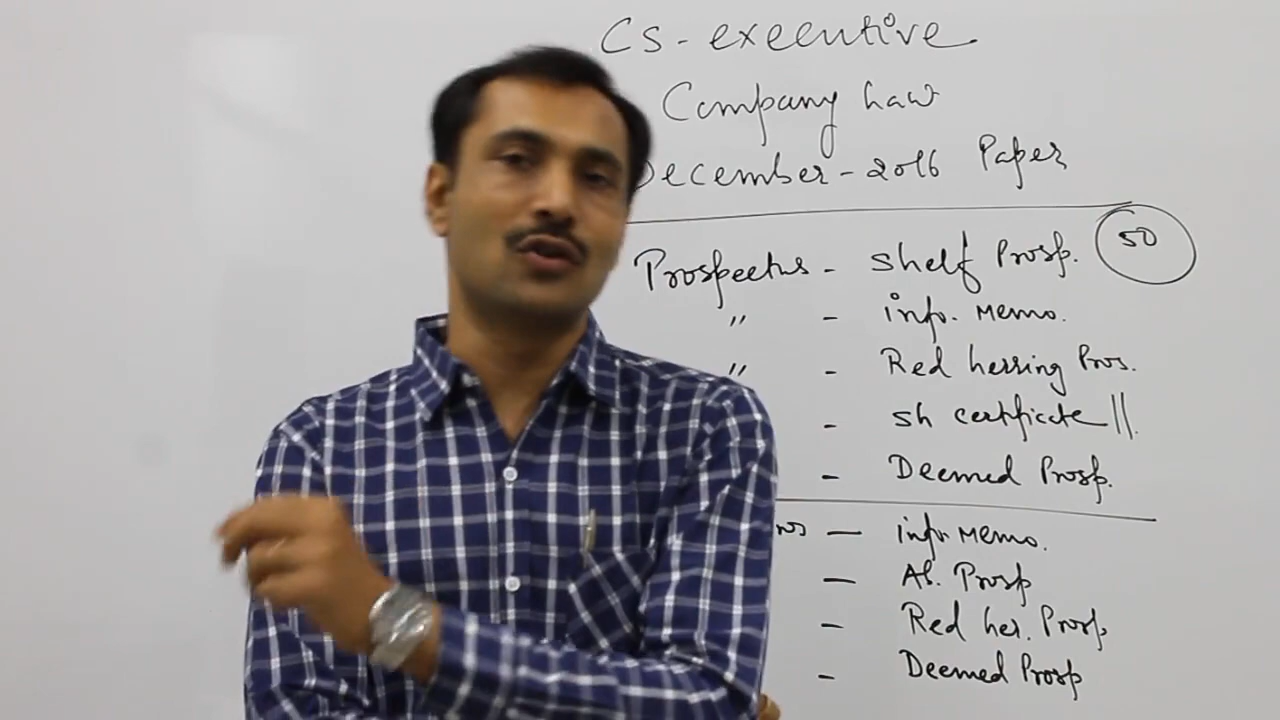 CS - executive
Company Law
December - 2016 Paper
Prospectus - Shelf Prosp. 50
" - info. Memo.
" - Red herring Pros.
- sh certificate ||.
- Deemed Prosp.
— info Memo.
— Ab. Prosp
- Red her. Prosp
- Deemed Prosp